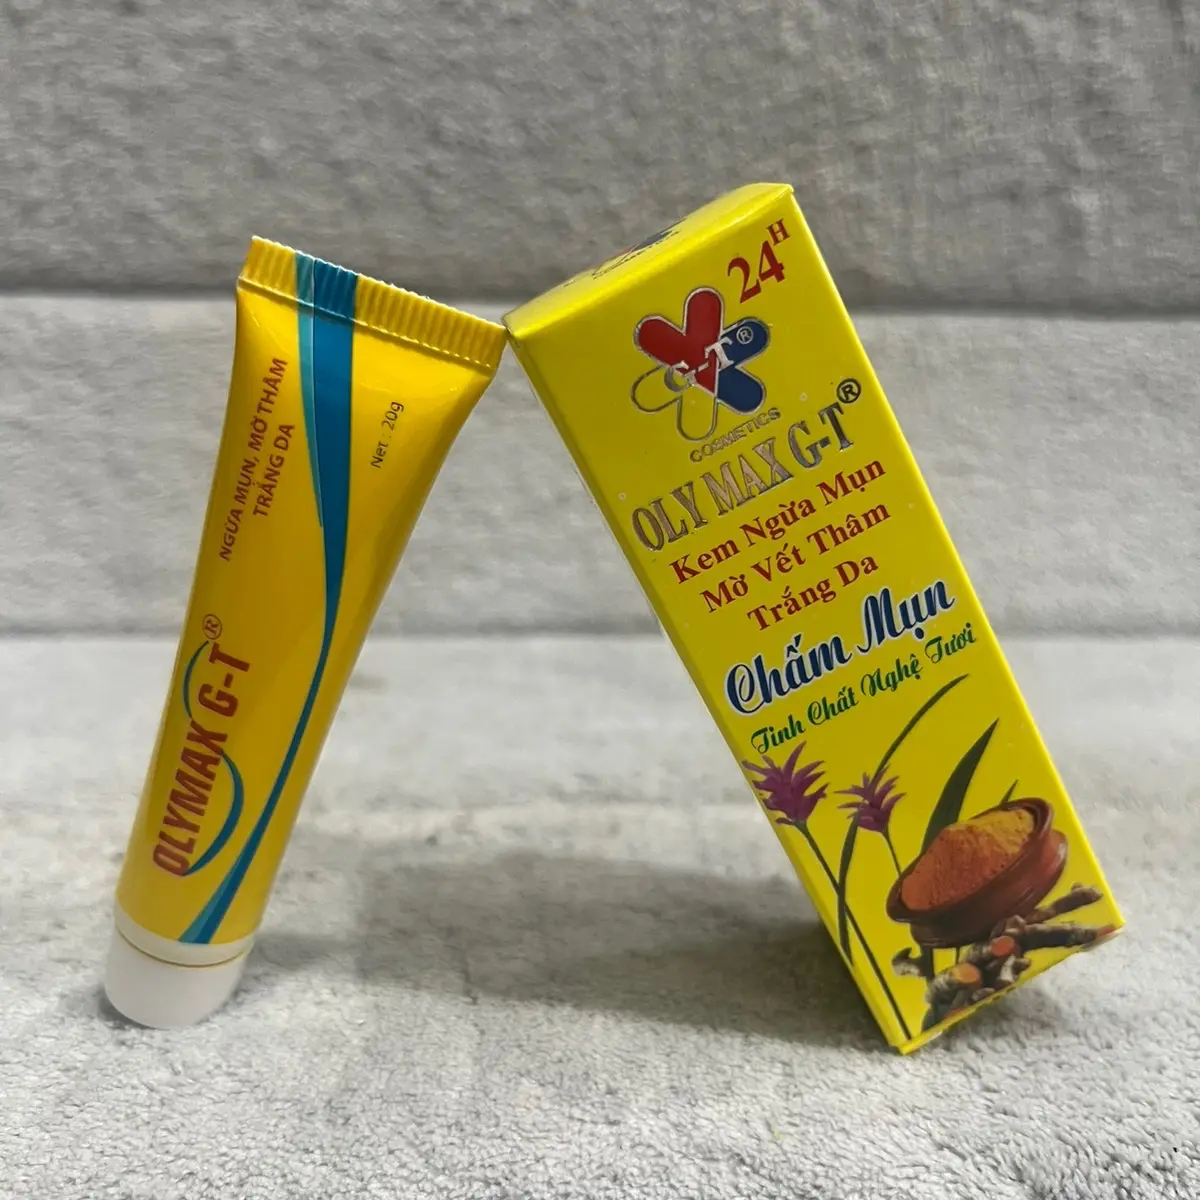 NGỪA MỤN, MỜ THÂM
TRẮNG DA
Net : 20g
OLYMAX G-T®
24H
G-T®
COSMETICS
OLY MAX G-T®
Kem Ngừa Mụn
Mờ Vết Thâm
Trắng Da
Chấm Mụn
Tinh Chất Nghệ Tươi